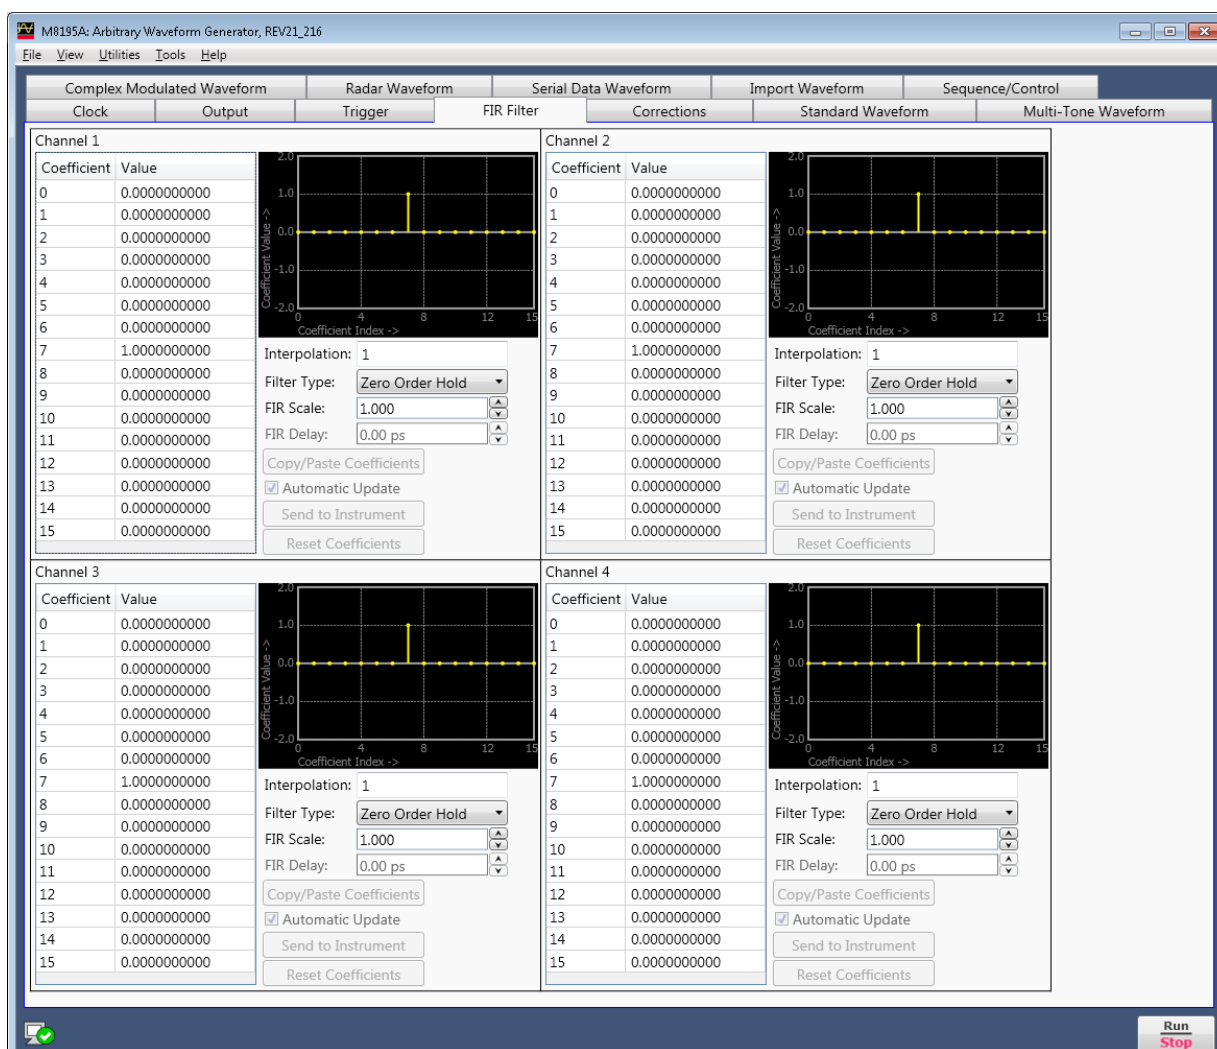 M8195A: Arbitrary Waveform Generator, REV21_216
File View Utilities Tools Help
Complex Modulated Waveform Radar Waveform Serial Data Waveform Import Waveform Sequence/Control
Clock Output Trigger FIR Filter Corrections Standard Waveform Multi-Tone Waveform
Channel 1
Coefficient Value
0 0.0000000000
1 0.0000000000
2 0.0000000000
3 0.0000000000
4 0.0000000000
5 0.0000000000
6 0.0000000000
7 1.0000000000
8 0.0000000000
9 0.0000000000
10 0.0000000000
11 0.0000000000
12 0.0000000000
13 0.0000000000
14 0.0000000000
15 0.0000000000
2.0
1.0
0.0
-1.0
-2.0
Coefficient Value ->
0 4 8 12 15
Coefficient Index ->
Interpolation: 1
Filter Type: Zero Order Hold
FIR Scale: 1.000
FIR Delay: 0.00 ps
Copy/Paste Coefficients
Automatic Update
Send to Instrument
Reset Coefficients
Channel 2
Coefficient Value
0 0.0000000000
1 0.0000000000
2 0.0000000000
3 0.0000000000
4 0.0000000000
5 0.0000000000
6 0.0000000000
7 1.0000000000
8 0.0000000000
9 0.0000000000
10 0.0000000000
11 0.0000000000
12 0.0000000000
13 0.0000000000
14 0.0000000000
15 0.0000000000
2.0
1.0
0.0
-1.0
-2.0
Coefficient Value ->
0 4 8 12 15
Coefficient Index ->
Interpolation: 1
Filter Type: Zero Order Hold
FIR Scale: 1.000
FIR Delay: 0.00 ps
Copy/Paste Coefficients
Automatic Update
Send to Instrument
Reset Coefficients
Channel 3
Coefficient Value
0 0.0000000000
1 0.0000000000
2 0.0000000000
3 0.0000000000
4 0.0000000000
5 0.0000000000
6 0.0000000000
7 1.0000000000
8 0.0000000000
9 0.0000000000
10 0.0000000000
11 0.0000000000
12 0.0000000000
13 0.0000000000
14 0.0000000000
15 0.0000000000
2.0
1.0
0.0
-1.0
-2.0
Coefficient Value ->
0 4 8 12 15
Coefficient Index ->
Interpolation: 1
Filter Type: Zero Order Hold
FIR Scale: 1.000
FIR Delay: 0.00 ps
Copy/Paste Coefficients
Automatic Update
Send to Instrument
Reset Coefficients
Channel 4
Coefficient Value
0 0.0000000000
1 0.0000000000
2 0.0000000000
3 0.0000000000
4 0.0000000000
5 0.0000000000
6 0.0000000000
7 1.0000000000
8 0.0000000000
9 0.0000000000
10 0.0000000000
11 0.0000000000
12 0.0000000000
13 0.0000000000
14 0.0000000000
15 0.0000000000
2.0
1.0
0.0
-1.0
-2.0
Coefficient Value ->
0 4 8 12 15
Coefficient Index ->
Interpolation: 1
Filter Type: Zero Order Hold
FIR Scale: 1.000
FIR Delay: 0.00 ps
Copy/Paste Coefficients
Automatic Update
Send to Instrument
Reset Coefficients
Run
Stop